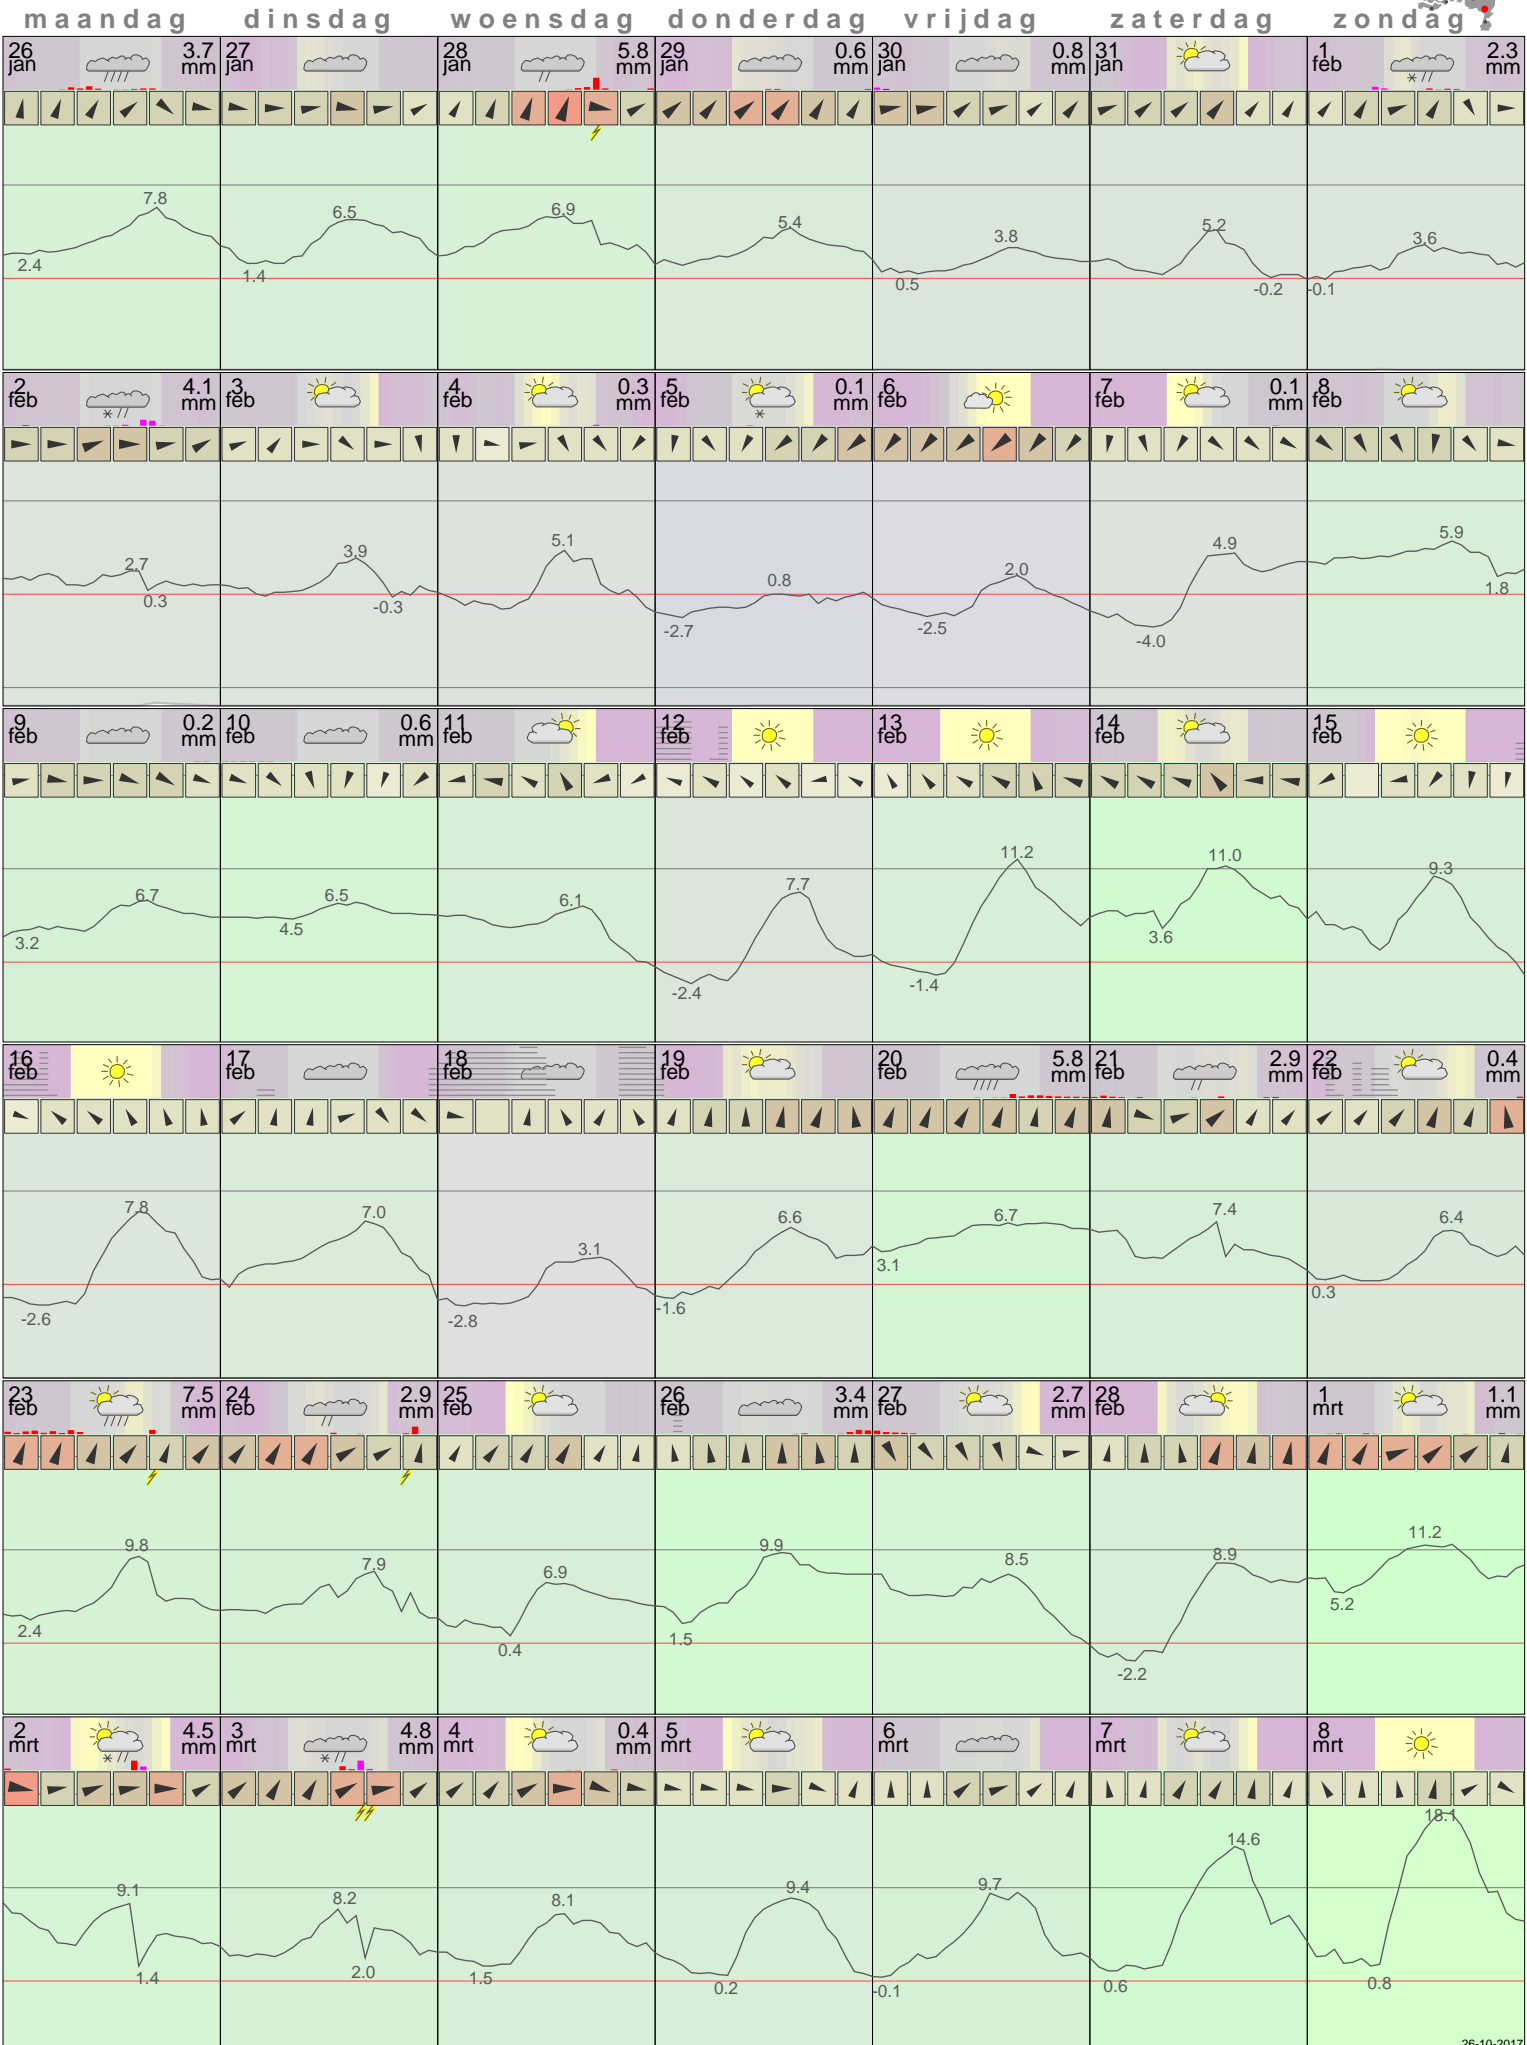 maandag dinsdag woensdag donderdag vrijdag zaterdag zondag
26 jan 3.7 mm 27 jan 28 jan 5.8 mm 29 jan 0.6 mm 30 jan 0.8 mm 31 jan 1 feb 2.3 mm
7.8 6.5 6.9 5.4 3.8 5.2 3.6
2.4 1.4 0.5 -0.2 -0.1
2 feb 4.1 mm 3 feb 4 feb 0.3 mm 5 feb 0.1 mm 6 feb 7 feb 0.1 mm 8 feb
2.7 3.9 5.1 0.8 2.0 4.9 5.9
0.3 -0.3 -2.7 -2.5 -4.0 1.8
9 feb 0.2 mm 10 feb 0.6 mm 11 feb 12 feb 13 feb 14 feb 15 feb
6.7 6.5 6.1 7.7 11.2 11.0 9.3
3.2 4.5 -2.4 -1.4 3.6
16 feb 17 feb 18 feb 19 feb 20 feb 5.8 mm 21 feb 2.9 mm 22 feb 0.4 mm
7.8 7.0 3.1 6.6 6.7 7.4 6.4
-2.6 -2.8 -1.6 3.1 0.3
23 feb 7.5 mm 24 feb 2.9 mm 25 feb 26 feb 3.4 mm 27 feb 2.7 mm 28 feb 1 mrt 1.1 mm
9.8 7.9 6.9 9.9 8.5 8.9 11.2
2.4 0.4 1.5 -2.2 5.2
2 mrt 4.5 mm 3 mrt 4.8 mm 4 mrt 0.4 mm 5 mrt 6 mrt 7 mrt 8 mrt
9.1 8.2 8.1 9.4 9.7 14.6 18.1
1.4 2.0 1.5 0.2 -0.1 0.6 0.8
26-10-2017